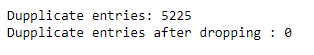 Dupplicate entries: 5225
Dupplicate entries after dropping : 0